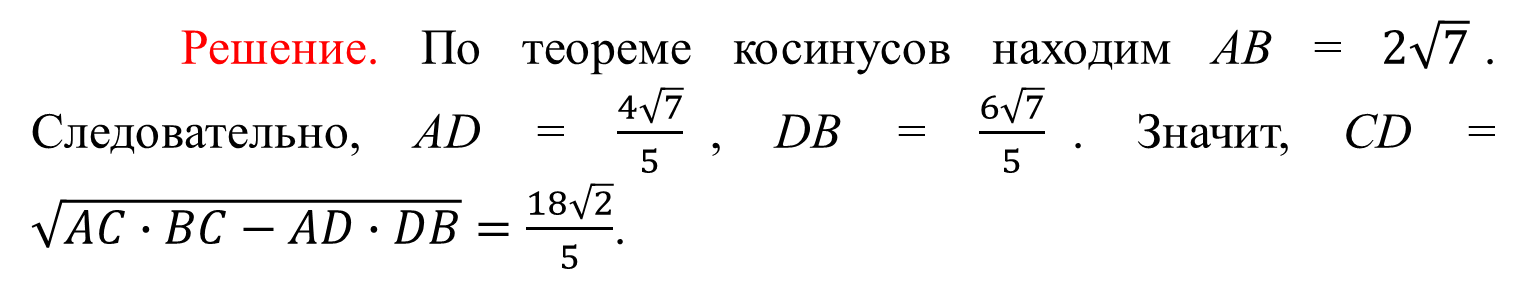 Решение. По теореме косинусов находим AB = 2√7 .
Следовательно, AD = 4√7/5 , DB = 6√7/5 . Значит, CD =
√(AC · BC − AD · DB) = 18√2/5.